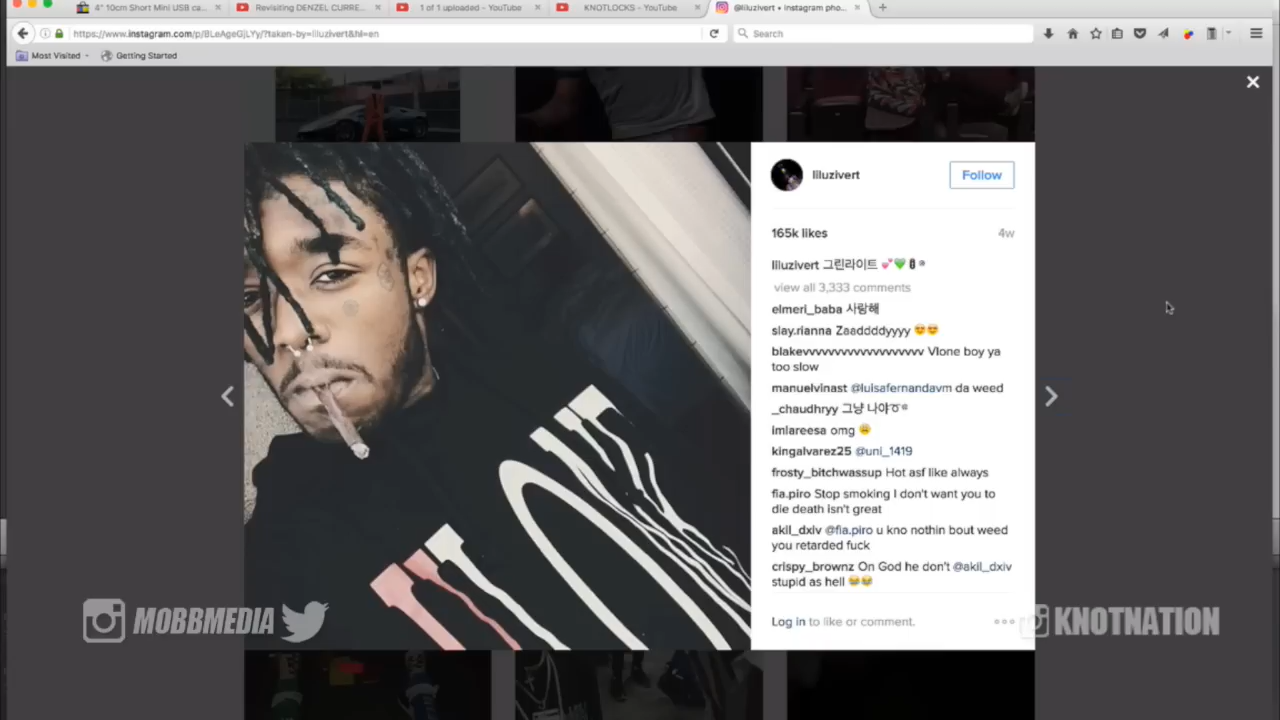 4" 10cm Short Mini USB ca...
Revisiting DENZEL CURRE...
1 of 1 uploaded - YouTube
KNOTLOCKS - YouTube
@liluzivert • Instagram pho...
https://www.instagram.com/p/BLeAgeGjLYy/?taken-by=liluzivert&hl=en
Search
Most Visited
Getting Started
liluzivert
Follow
165k likes
4w
liluzivert 그린라이트 💕💚🔋
view all 3,333 comments
elmeri_baba 사랑해
slay.rianna Zaaddddyyyy 😍😍
blakevvvvvvvvvvvvvvvvvv Vlone boy ya
too slow
manuelvinast @luisafernandavm da weed
_chaudhryy 그냥 나야
imlareesa omg 😩
kingalvarez25 @uni_1419
frosty_bitchwassup Hot asf like always
fia.piro Stop smoking I don't want you to
die death isn't great
akil_dxiv @fia.piro u kno nothin bout weed
you retarded fuck
crispy_brownz On God he don't @akil_dxiv
stupid as hell 😂😂
Log in to like or comment.
MOBBMEDIA
KNOTNATION